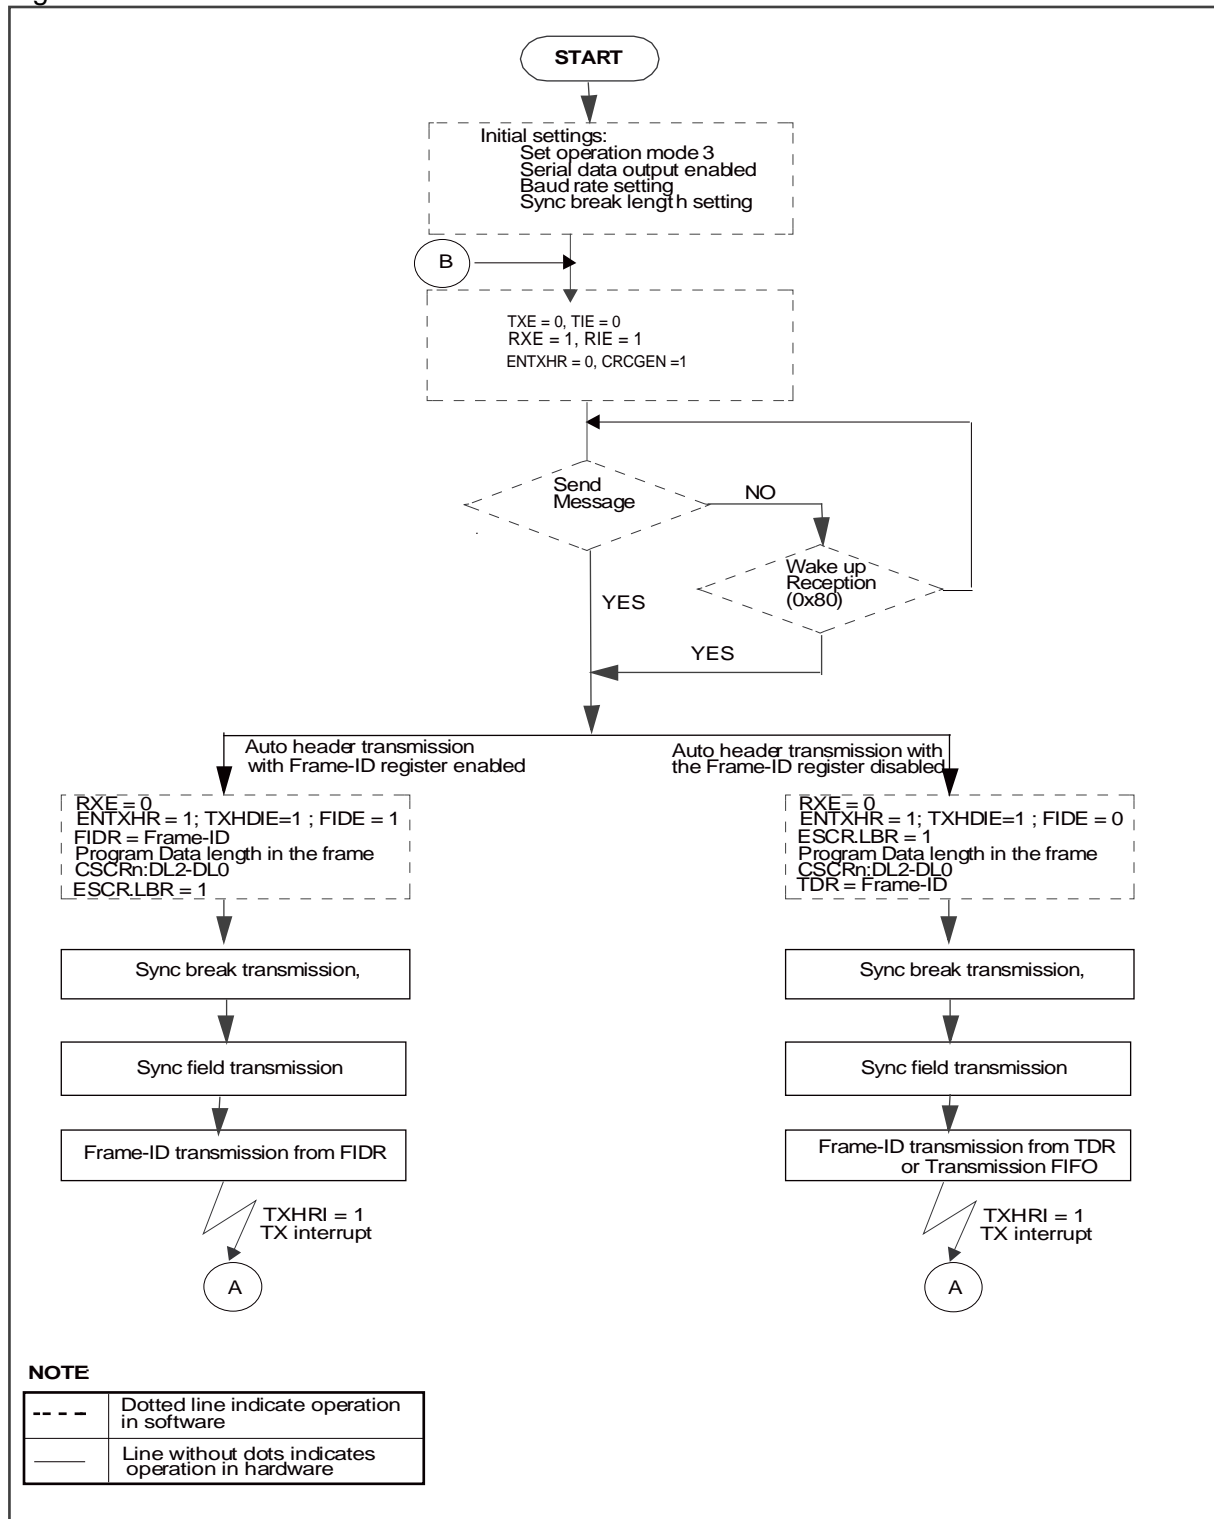 START
Initial settings:
Set operation mode 3
Serial data output enabled
Baud rate setting
Sync break length setting
B
TXE = 0, TIE = 0
RXE = 1, RIE = 1
ENTXHR = 0, CRCGEN =1
Send
Message
NO
Wake up
Reception
(0x80)
YES
YES
Auto header transmission
with Frame-ID register enabled
Auto header transmission with
the Frame-ID register disabled
RXE = 0
ENTXHR = 1; TXHDIE=1 ; FIDE = 1
FIDR = Frame-ID
Program Data length in the frame
CSCRn:DL2-DL0
ESCR.LBR = 1
RXE = 0
ENTXHR = 1; TXHDIE=1 ; FIDE = 0
ESCR.LBR = 1
Program Data length in the frame
CSCRn:DL2-DL0
TDR = Frame-ID
Sync break transmission,
Sync break transmission,
Sync field transmission
Sync field transmission
Frame-ID transmission from FIDR
Frame-ID transmission from TDR
or Transmission FIFO
TXHRI = 1
TX interrupt
TXHRI = 1
TX interrupt
A
A
NOTE
Dotted line indicate operation
in software
Line without dots indicates
operation in hardware